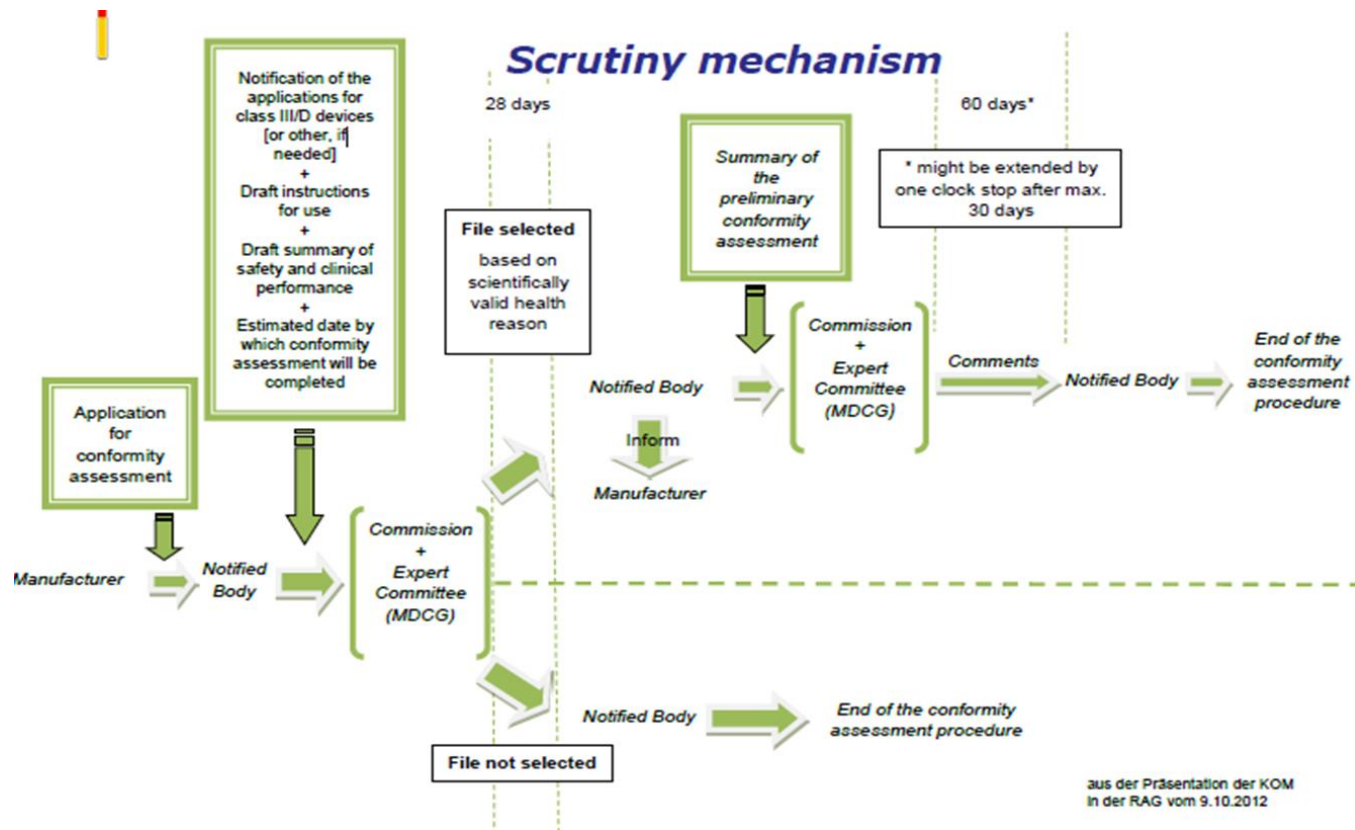 Scrutiny mechanism
Notification of the
applications for
class III/D devices
[or other, if
needed]
+
Draft instructions
for use
+
Draft summary of
safety and clinical
performance
+
Estimated date by
which conformity
assessment will be
completed
28 days
60 days*
Summary of
the
preliminary
conformity
assessment
* might be extended by
one clock stop after max.
30 days
File selected
based on
scientifically
valid health
reason
Application
for
conformity
assessment
Notified Body
Commission
+
Expert
Committee
(MDCG)
Comments
Notified Body
End of the
conformity
assessment
procedure
Inform
Manufacturer
Manufacturer
Notified
Body
Commission
+
Expert
Committee
(MDCG)
Notified Body
End of the conformity
assessment procedure
File not selected
aus der Präsentation der KOM
in der RAG vom 9.10.2012